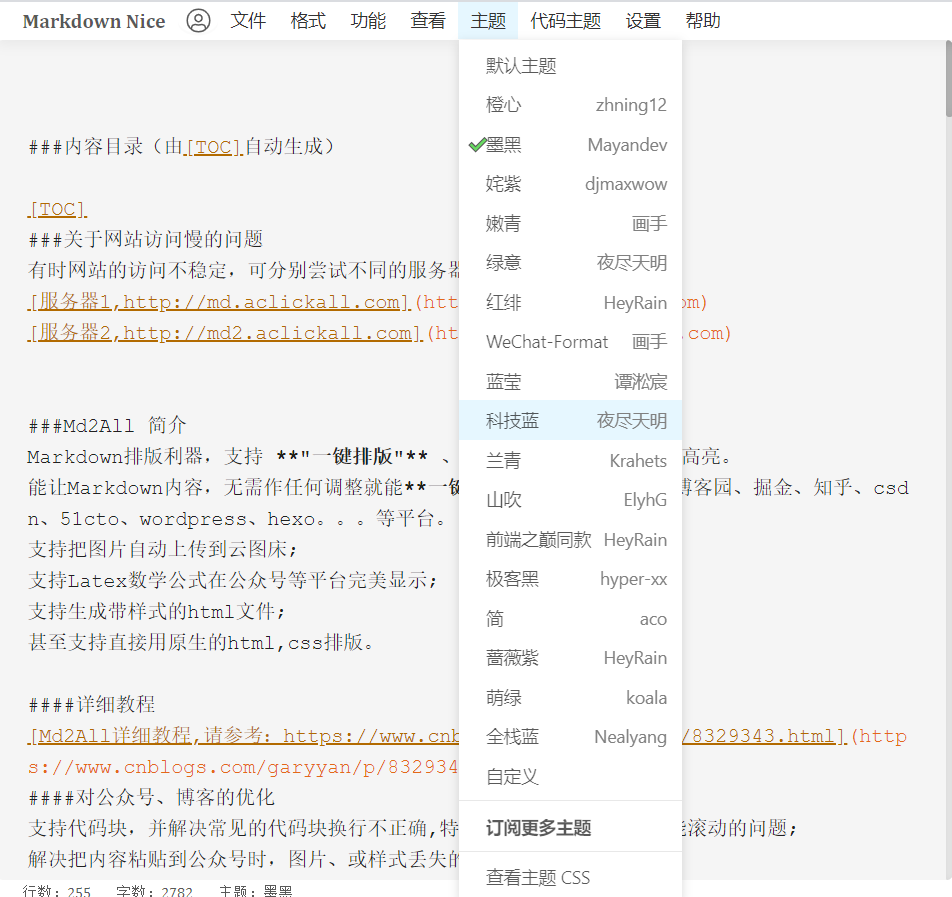 Markdown Nice 文件 格式 功能 查看 主题 代码主题 设置 帮助
默认主题
橙心 zhning12
墨黑 Mayandev
姹紫 djmaxwow
嫩青 画手
绿意 夜尽天明
红绯 HeyRain
WeChat-Format 画手
蓝莹 谭淞宸
科技蓝 夜尽天明
兰青 Krahets
山吹 ElyhG
前端之巅同款 HeyRain
极客黑 hyper-xx
简 aco
蔷薇紫 HeyRain
萌绿 koala
全栈蓝 Nealyang
自定义
订阅更多主题
查看主题 CSS
###内容目录（由[TOC]自动生成）
[TOC]
###关于网站访问慢的问题
有时网站的访问不稳定，可分别尝试不同的服务器
[服务器1,http://md.aclickall.com](htt om)
[服务器2,http://md2.aclickall.com](ht .com)
###Md2All 简介
Markdown排版利器，支持 **"一键排版"** 、 高亮。
能让Markdown内容，无需作任何调整就能**一键 博客园、掘金、知乎、csd
n、51cto、wordpress、hexo。。。等平台。
支持把图片自动上传到云图床；
支持Latex数学公式在公众号等平台完美显示；
支持生成带样式的html文件；
甚至支持直接用原生的html,css排版。
####详细教程
[Md2All详细教程,请参考：https://www.cnb /8329343.html](http
s://www.cnblogs.com/garyyan/p/832934
####对公众号、博客的优化
支持代码块，并解决常见的代码块换行不正确,特 能滚动的问题；
解决把内容粘贴到公众号时，图片、或样式丢失的
行数：255 字数：2782 主题：墨黑